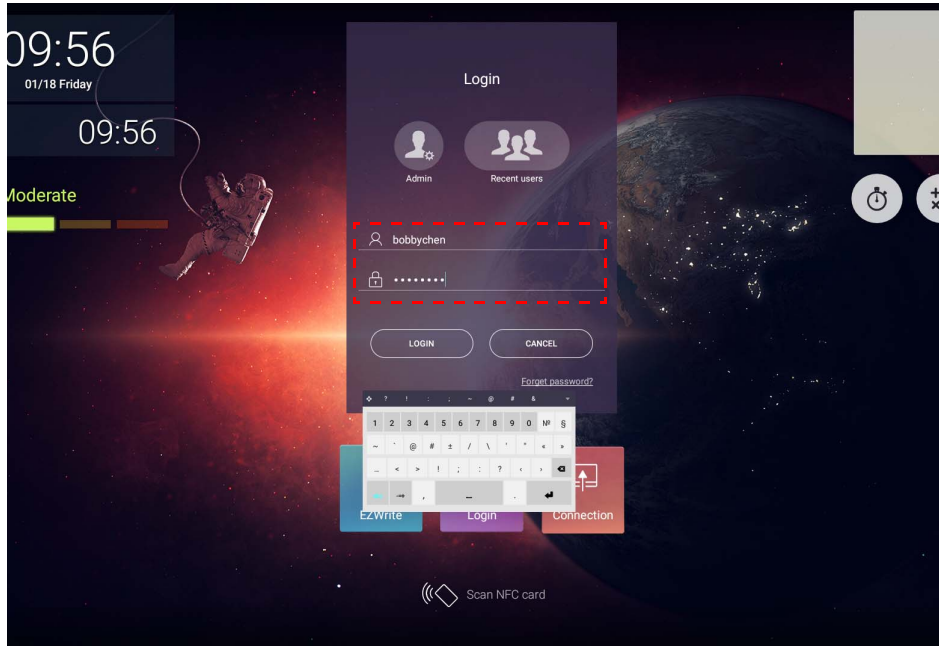 09:56
01/18 Friday
09:56
Moderate
Login
Admin
Recent users
bobbychen
••••••••
LOGIN
CANCEL
Forget password?
? ! : ; ~ @ # &
1 2 3 4 5 6 7 8 9 0 № §
~ ` @ # ± / \ ' " « »
_ < > ! ; : ? ‹ ›
, .
EZWrite
Login
Connection
Scan NFC card